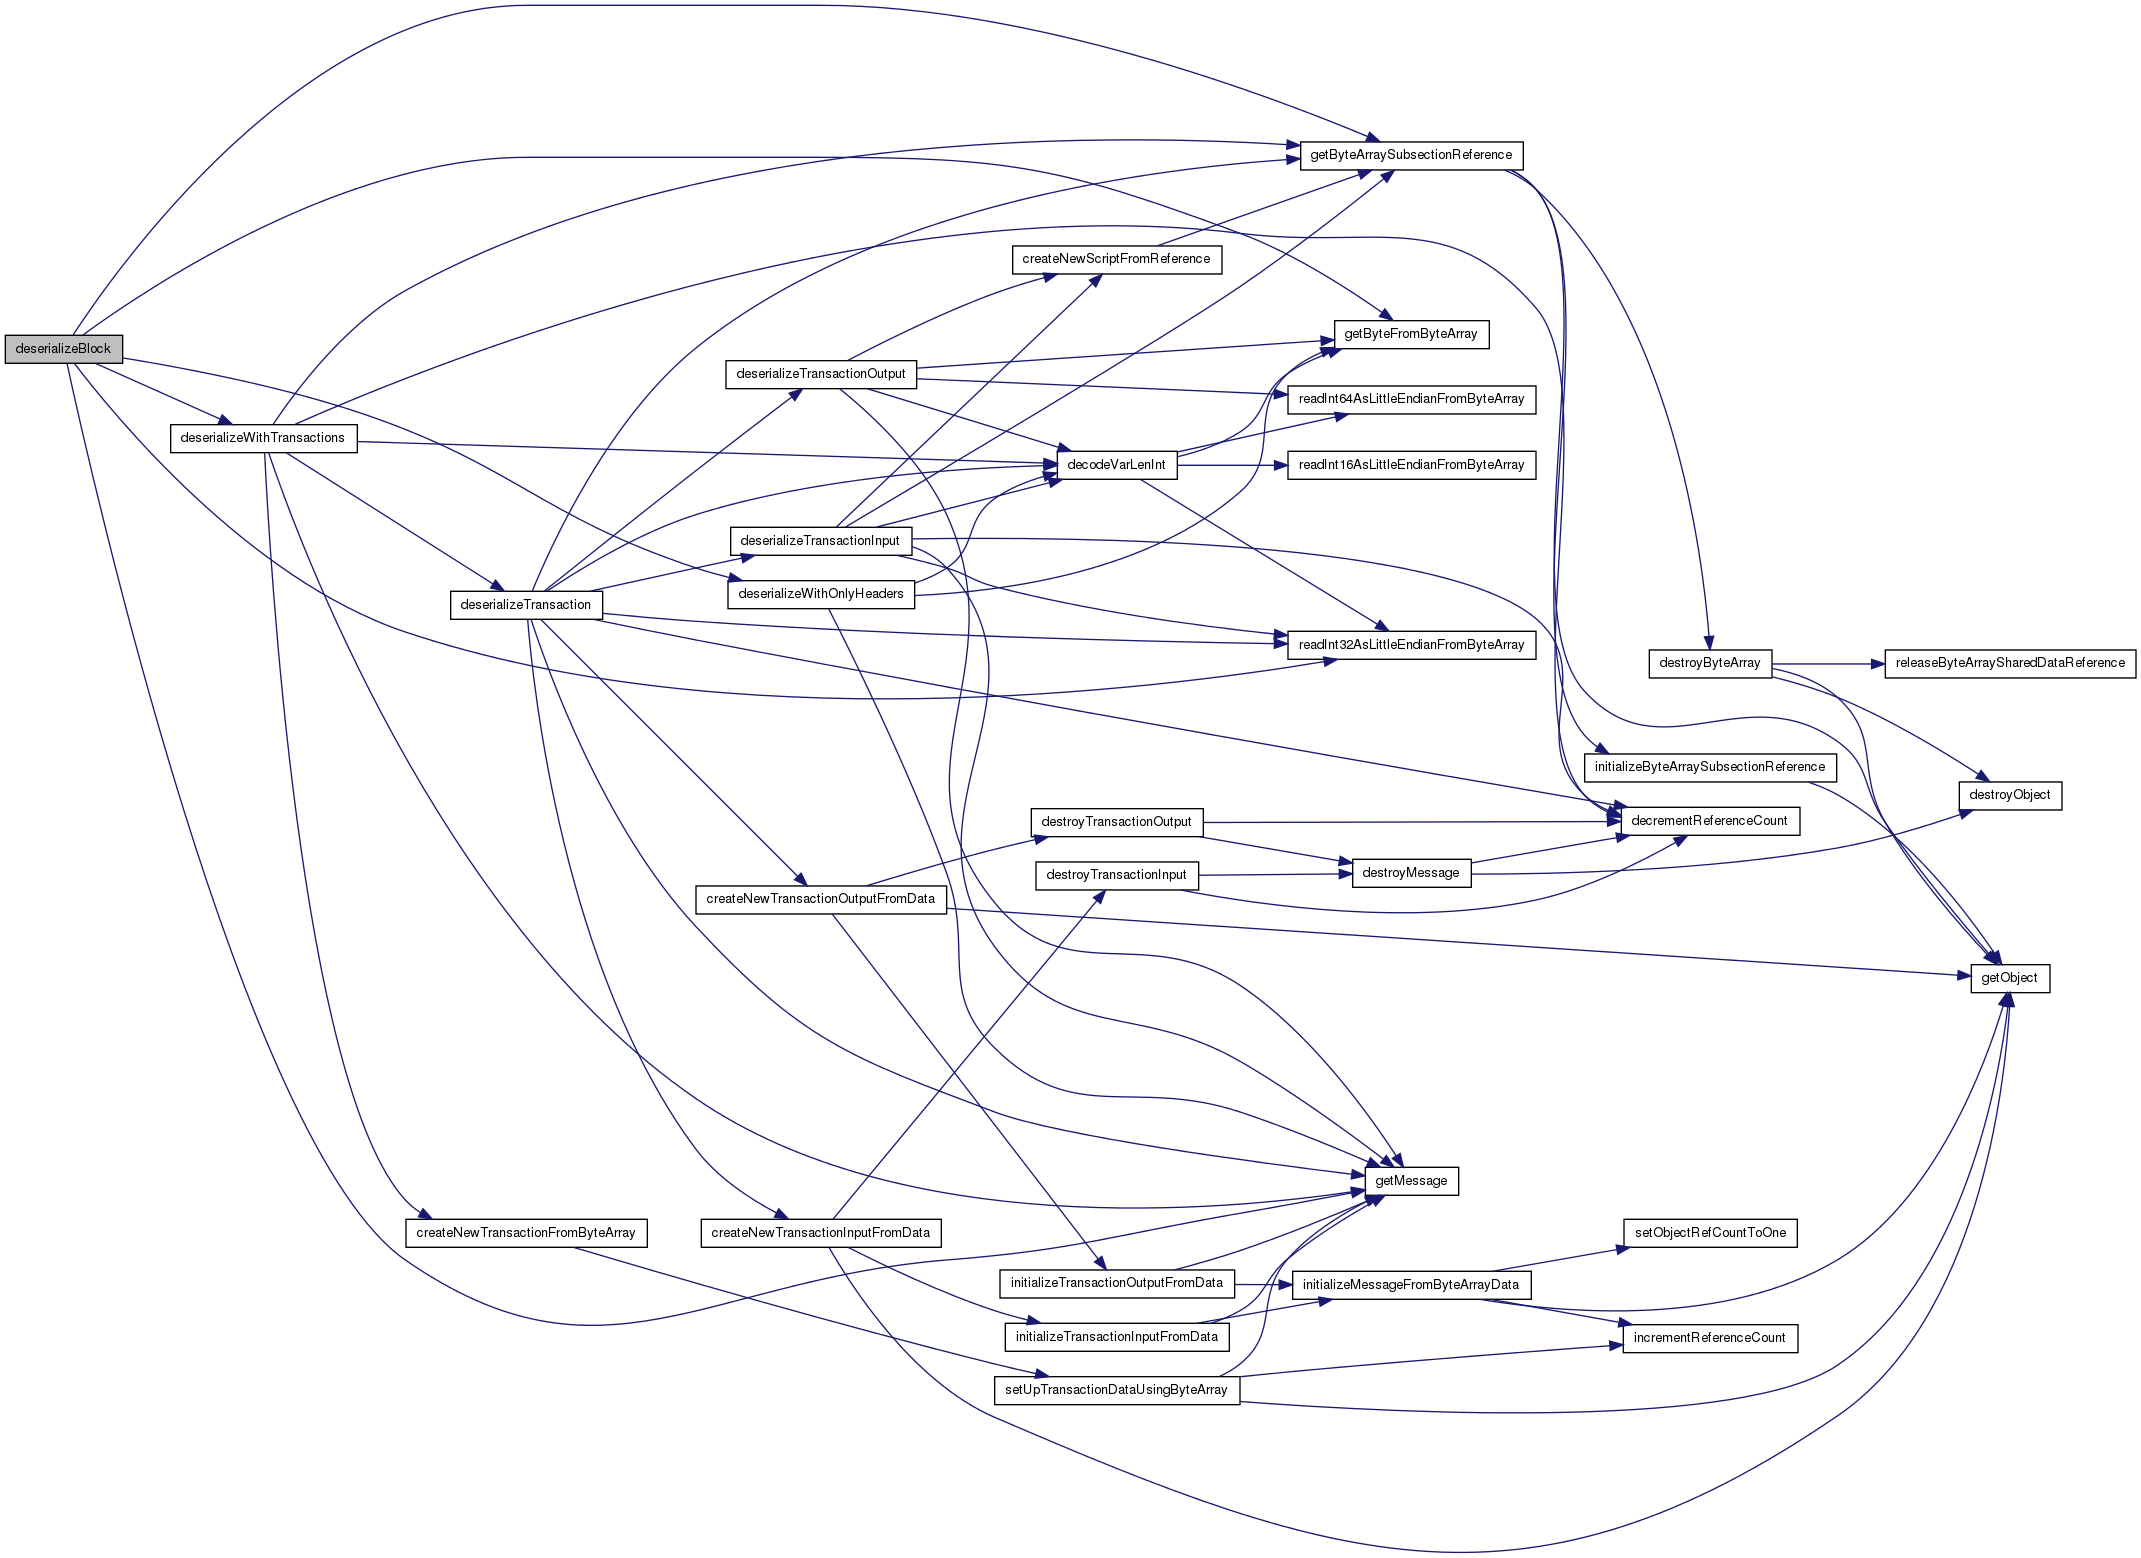 getByteArraySubsectionReference
createNewScriptFromReference
getByteFromByteArray
deserializeBlock
deserializeTransactionOutput
readInt64AsLittleEndianFromByteArray
deserializeWithTransactions
decodeVarLenInt
readInt16AsLittleEndianFromByteArray
deserializeTransactionInput
deserializeWithOnlyHeaders
deserializeTransaction
readInt32AsLittleEndianFromByteArray
destroyByteArray
releaseByteArraySharedDataReference
initializeByteArraySubsectionReference
destroyObject
destroyTransactionOutput
decrementReferenceCount
destroyTransactionInput
destroyMessage
createNewTransactionOutputFromData
getObject
getMessage
createNewTransactionFromByteArray
createNewTransactionInputFromData
setObjectRefCountToOne
initializeTransactionOutputFromData
initializeMessageFromByteArrayData
initializeTransactionInputFromData
incrementReferenceCount
setUpTransactionDataUsingByteArray